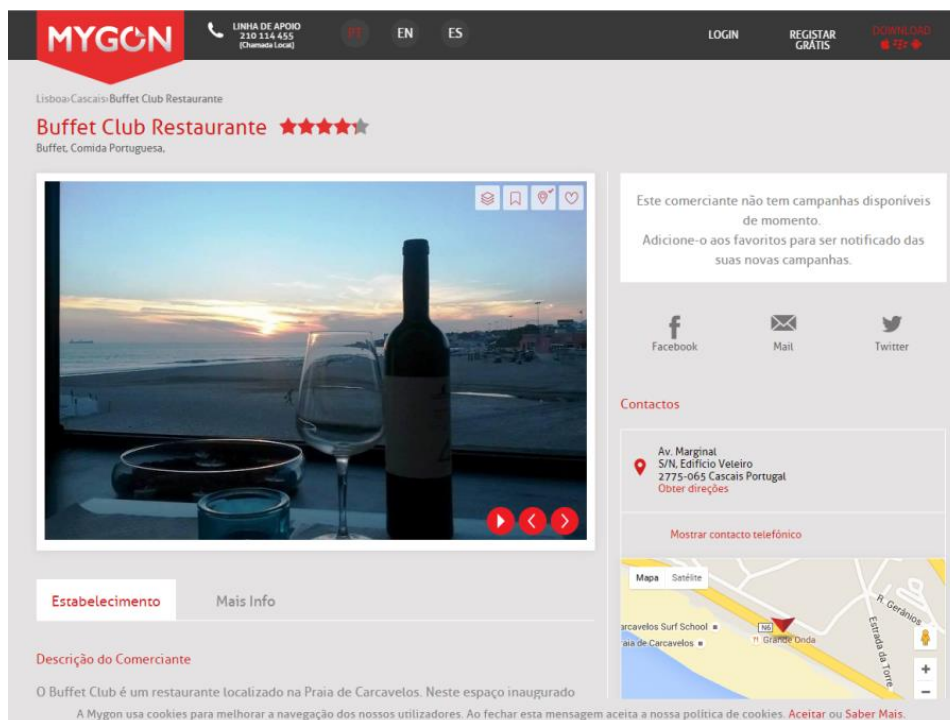 MYGON
LINHA DE APOIO
210 114 455
(Chamada Local)
PT
EN
ES
LOGIN
REGISTAR
GRÁTIS
DOWNLOAD
Lisboa›Cascais›Buffet Club Restaurante
Buffet Club Restaurante
Buffet, Comida Portuguesa,
Este comerciante não tem campanhas disponíveis
de momento.
Adicione-o aos favoritos para ser notificado das
suas novas campanhas.
Facebook
Mail
Twitter
Contactos
Av. Marginal
S/N, Edifício Veleiro
2775-065 Cascais Portugal
Obter direções
Mostrar contacto telefónico
Mapa
Satélite
arcavelos Surf School
raia de Carcavelos
N6
Grande Onda
R. Gerânios
Estrada da Torre
Estabelecimento
Mais Info
Descrição do Comerciante
O Buffet Club é um restaurante localizado na Praia de Carcavelos. Neste espaço inaugurado
A Mygon usa cookies para melhorar a navegação dos nossos utilizadores. Ao fechar esta mensagem aceita a nossa política de cookies. Aceitar ou Saber Mais.